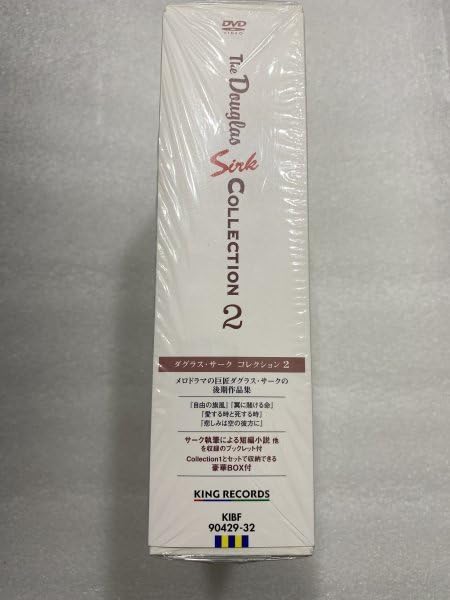 DVD
VIDEO
The Douglas Sirk COLLECTION 2
ダグラス・サーク コレクション 2
メロドラマの巨匠ダグラス・サークの
後期作品集
『自由の旗風』『翼に賭ける命』
『愛する時と死する時』
『悲しみは空の彼方に』
サーク執筆による短編小説 他
を収録のブックレット付
Collection1とセットで収納できる
豪華BOX付
KING RECORDS
KIBF
90429-32